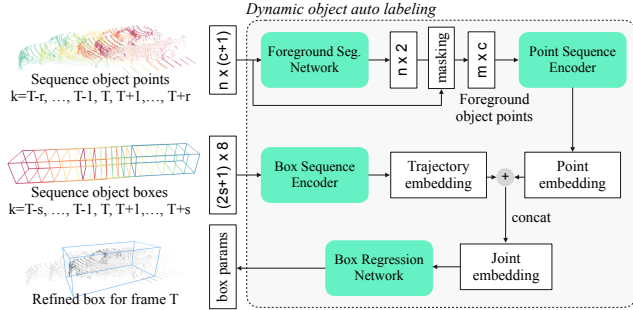 Dynamic object auto labeling
Sequence object points
k=T-r, …, T-1, T, T+1,…, T+r
n x (c+1)
Foreground Seg.
Network
n x 2
masking
m x c
Point Sequence
Encoder
Foreground
object points
Sequence object boxes
k=T-s, …, T-1, T, T+1,…, T+s
(2s+1) x 8
Box Sequence
Encoder
Trajectory
embedding
+
Point
embedding
concat
Refined box for frame T
box params
Box Regression
Network
Joint
embedding